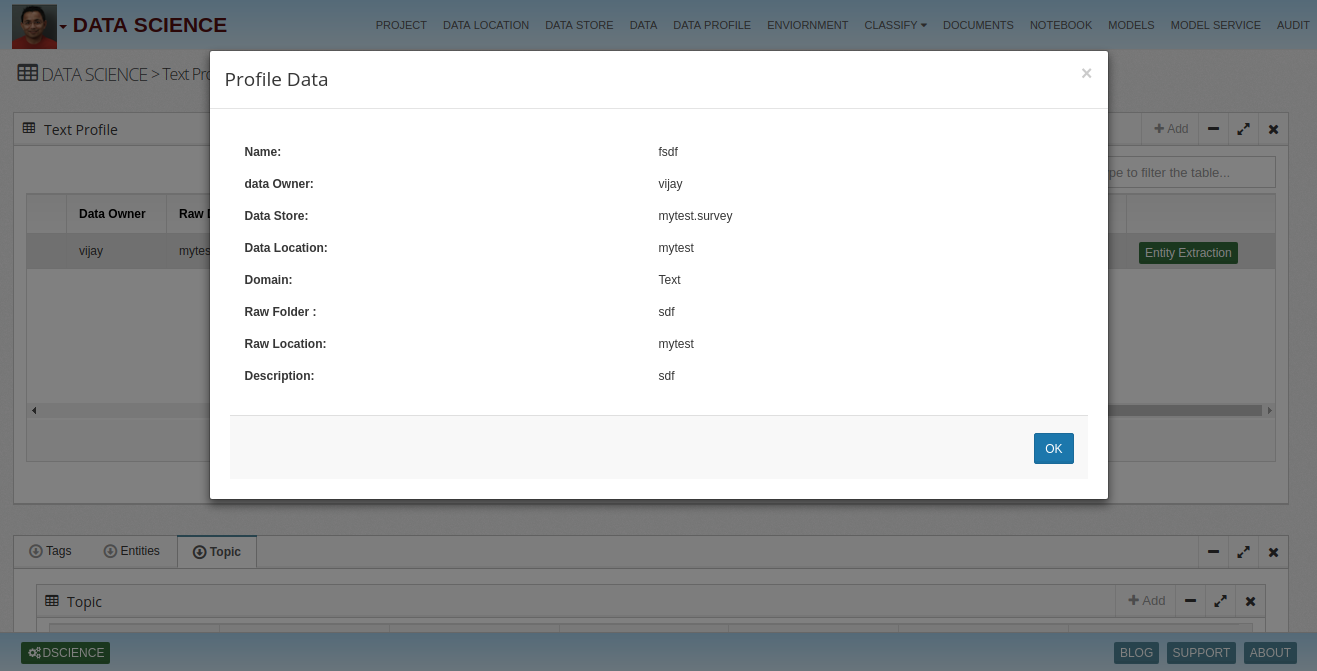 DATA SCIENCE
PROJECT DATA LOCATION DATA STORE DATA DATA PROFILE ENVIORNMENT CLASSIFY DOCUMENTS NOTEBOOK MODELS MODEL SERVICE AUDIT
DATA SCIENCE > Text Pro
Profile Data ×
Text Profile
Add
Name: fsdf
data Owner: vijay
Data Store: mytest.survey
Data Location: mytest
Domain: Text
Raw Folder : sdf
Raw Location: mytest
Description: sdf
OK
pe to filter the table...
Data Owner Raw
vijay mytes
Entity Extraction
Tags Entities Topic
Topic
Add
DSCIENCE
BLOG SUPPORT ABOUT